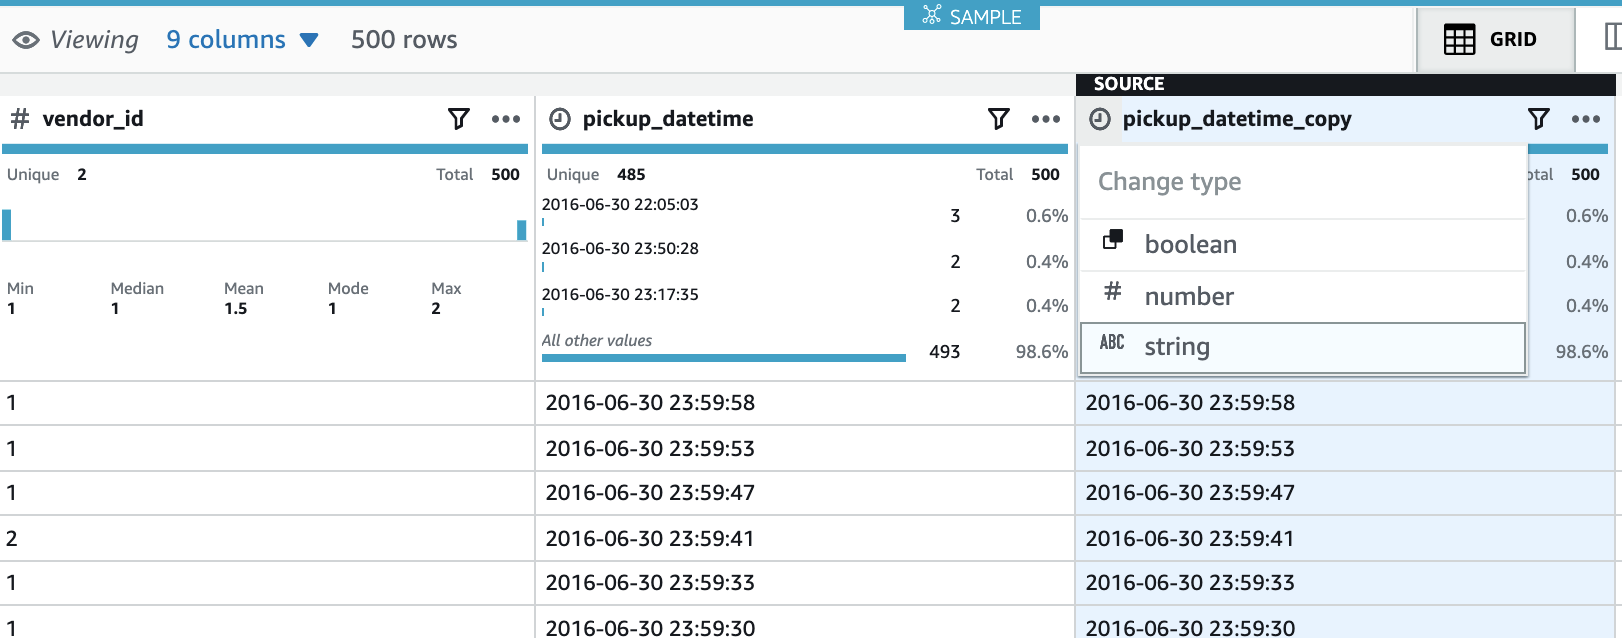 SAMPLE
Viewing 9 columns 500 rows GRID
SOURCE
# vendor_id pickup_datetime pickup_datetime_copy
Unique 2 Total 500 Unique 485 Total 500 otal 500
Change type
2016-06-30 22:05:03 3 0.6% 0.6%
boolean
2016-06-30 23:50:28 2 0.4% 0.4%
Min Median Mean Mode Max
1 1 1.5 1 2
# number
2016-06-30 23:17:35 2 0.4% 0.4%
ABC string
All other values 493 98.6% 98.6%
1 2016-06-30 23:59:58 2016-06-30 23:59:58
1 2016-06-30 23:59:53 2016-06-30 23:59:53
1 2016-06-30 23:59:47 2016-06-30 23:59:47
2 2016-06-30 23:59:41 2016-06-30 23:59:41
1 2016-06-30 23:59:33 2016-06-30 23:59:33
1 2016-06-30 23:59:30 2016-06-30 23:59:30